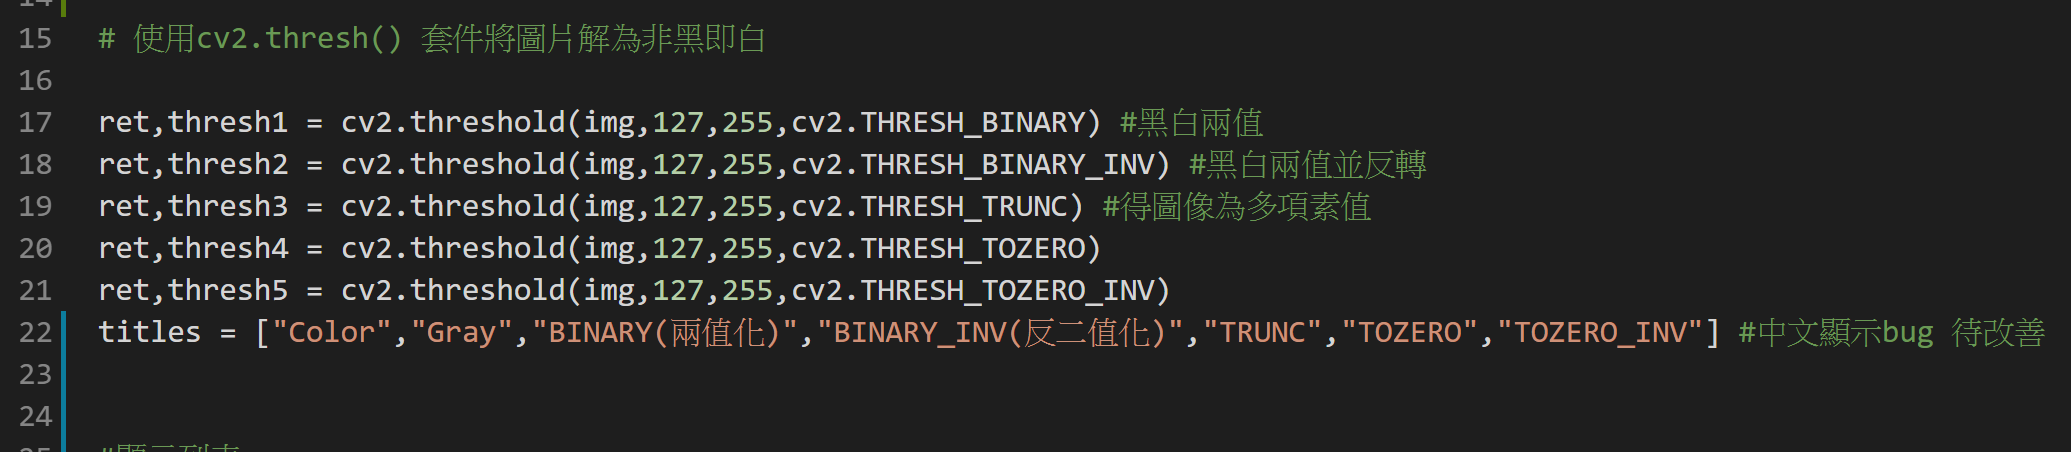 15 # 使用cv2.thresh() 套件將圖片解為非黑即白
16
17 ret,thresh1 = cv2.threshold(img,127,255,cv2.THRESH_BINARY) #黑白兩值
18 ret,thresh2 = cv2.threshold(img,127,255,cv2.THRESH_BINARY_INV) #黑白兩值並反轉
19 ret,thresh3 = cv2.threshold(img,127,255,cv2.THRESH_TRUNC) #得圖像為多項素值
20 ret,thresh4 = cv2.threshold(img,127,255,cv2.THRESH_TOZERO)
21 ret,thresh5 = cv2.threshold(img,127,255,cv2.THRESH_TOZERO_INV)
22 titles = ["Color","Gray","BINARY(兩值化)","BINARY_INV(反二值化)","TRUNC","TOZERO","TOZERO_INV"] #中文顯示bug 待改善
23
24